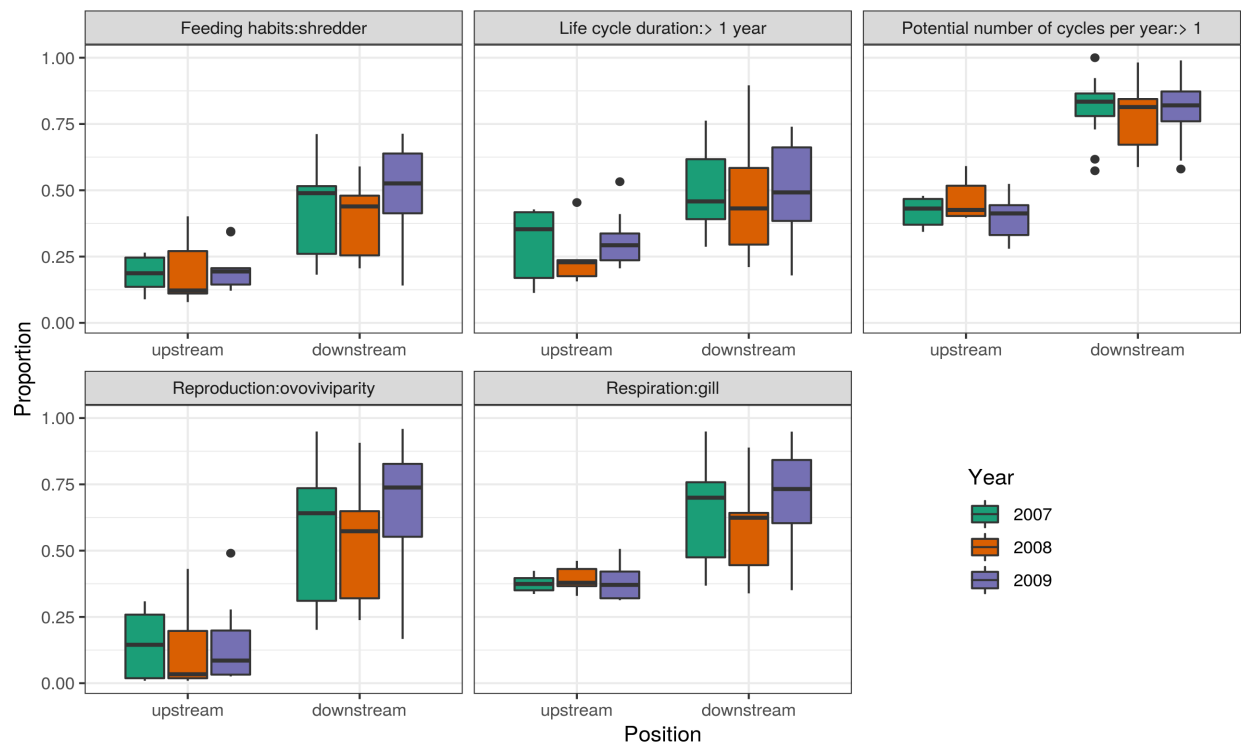 Feeding habits:shredder
Life cycle duration:> 1 year
Potential number of cycles per year:> 1
1.00
0.75
0.50
0.25
0.00
upstream
downstream
upstream
downstream
upstream
downstream
Proportion
Reproduction:ovoviviparity
Respiration:gill
1.00
0.75
0.50
0.25
0.00
upstream
downstream
upstream
downstream
Position
Year
2007
2008
2009